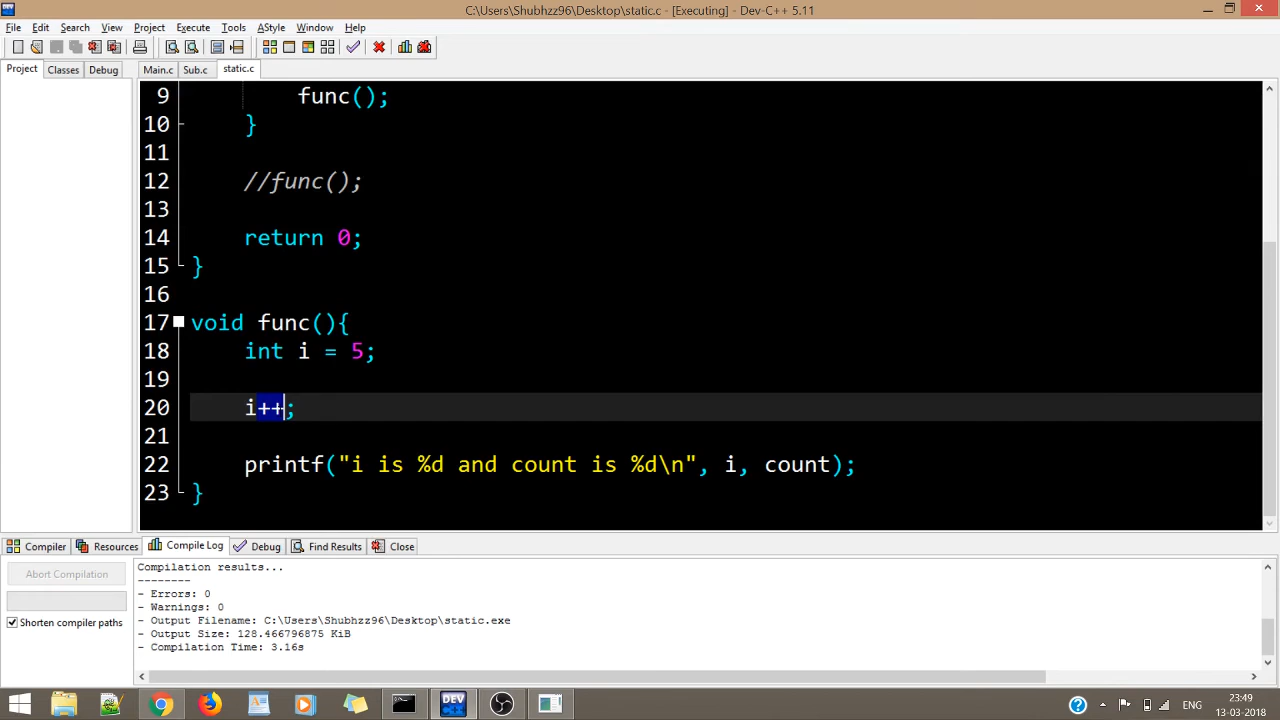 C:\Users\Shubhzz96\Desktop\static.c - [Executing] - Dev-C++ 5.11
File Edit Search View Project Execute Tools AStyle Window Help
Project Classes Debug
Main.c Sub.c static.c
9 func();
10 }
11
12 //func();
13
14 return 0;
15 }
16
17 void func(){
18 int i = 5;
19
20 i++;
21
22 printf("i is %d and count is %d\n", i, count);
23 }
Compiler Resources Compile Log Debug Find Results Close
Abort Compilation
Shorten compiler paths
Compilation results...
--------
- Errors: 0
- Warnings: 0
- Output Filename: C:\Users\Shubhzz96\Desktop\static.exe
- Output Size: 128.466796875 KiB
- Compilation Time: 3.16s
DEV
ENG
23:49
13-03-2018